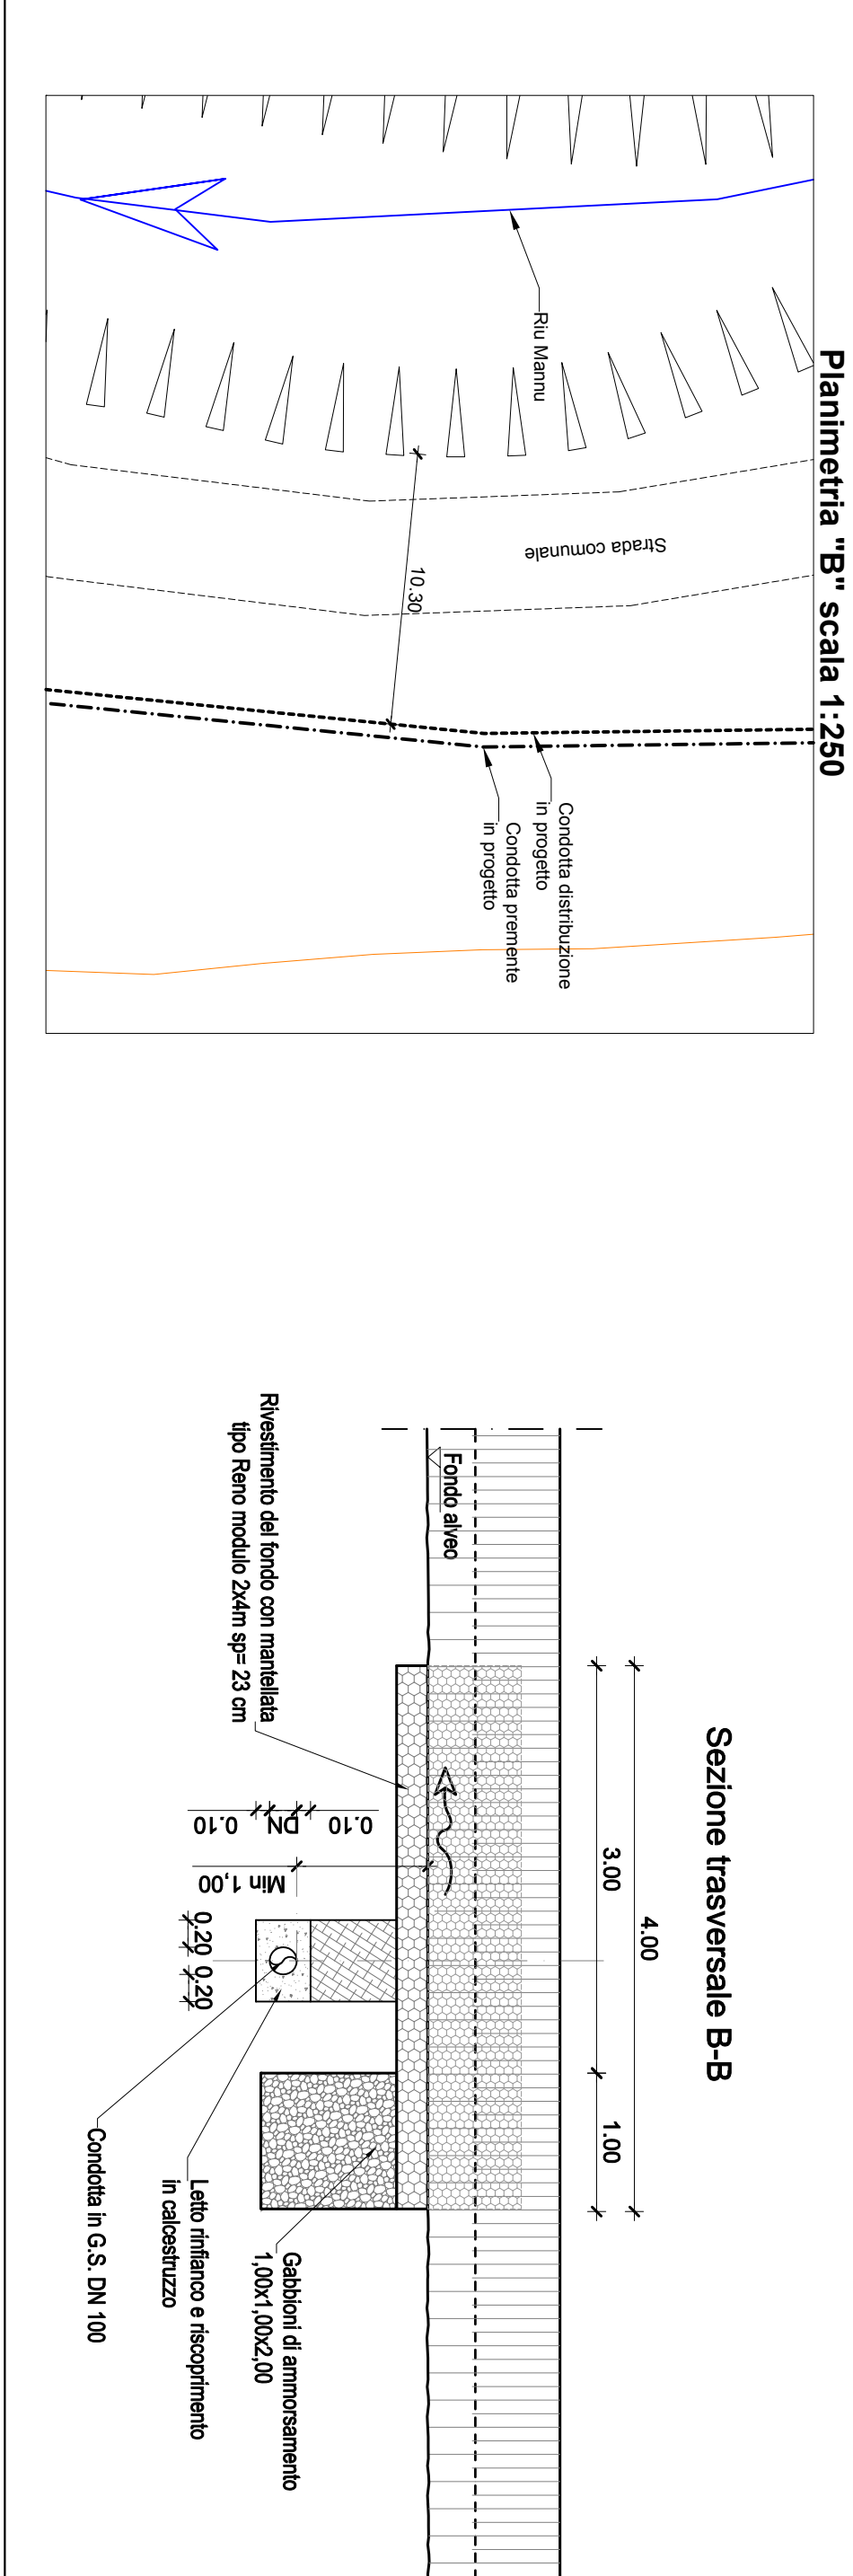 Planimetria "B" scala 1:250
Riu Mannu
Strada comunale
10.30
Condotta distribuzione
in progetto
Condotta premente
in progetto
Sezione trasversale B-B
4.00
3.00
1.00
Fondo alveo
Rivestimento del fondo con mantellata
tipo Reno modulo 2x4m sp= 23 cm
0.10
DN
0.10
Min 1,00
0.20
0.20
Gabbioni di ammorsamento
1,00x1,00x2,00
Letto rinfianco e riscoprimento
in calcestruzzo
Condotta in G.S. DN 100